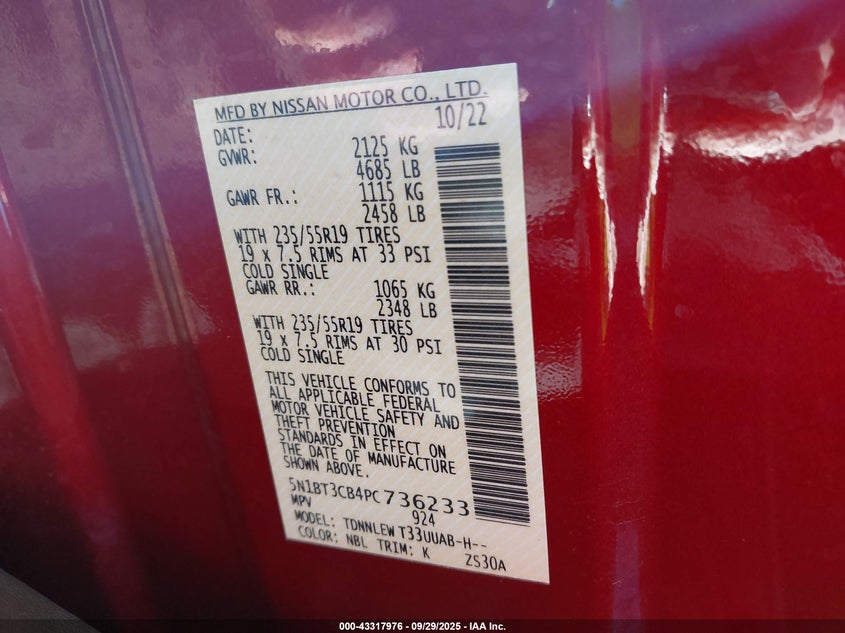 MFD BY NISSAN MOTOR CO., LTD.
DATE: 10/22
GVWR: 2125 KG
4685 LB
GAWR FR.: 1115 KG
2458 LB
WITH 235/55R19 TIRES
19 x 7.5 RIMS AT 33 PSI
COLD SINGLE
GAWR RR.: 1065 KG
2348 LB
WITH 235/55R19 TIRES
19 x 7.5 RIMS AT 30 PSI
COLD SINGLE
THIS VEHICLE CONFORMS TO
ALL APPLICABLE FEDERAL
MOTOR VEHICLE SAFETY AND
THEFT PREVENTION
STANDARDS IN EFFECT ON
THE DATE OF MANUFACTURE
SHOWN ABOVE.
5N1BT3CB4PC736233
MPV 924
MODEL: TDNNLEW T33UUAB-H--
COLOR: NBL TRIM: K ZS30A
000-43317976 | 09/29/2025 | IAA Inc.